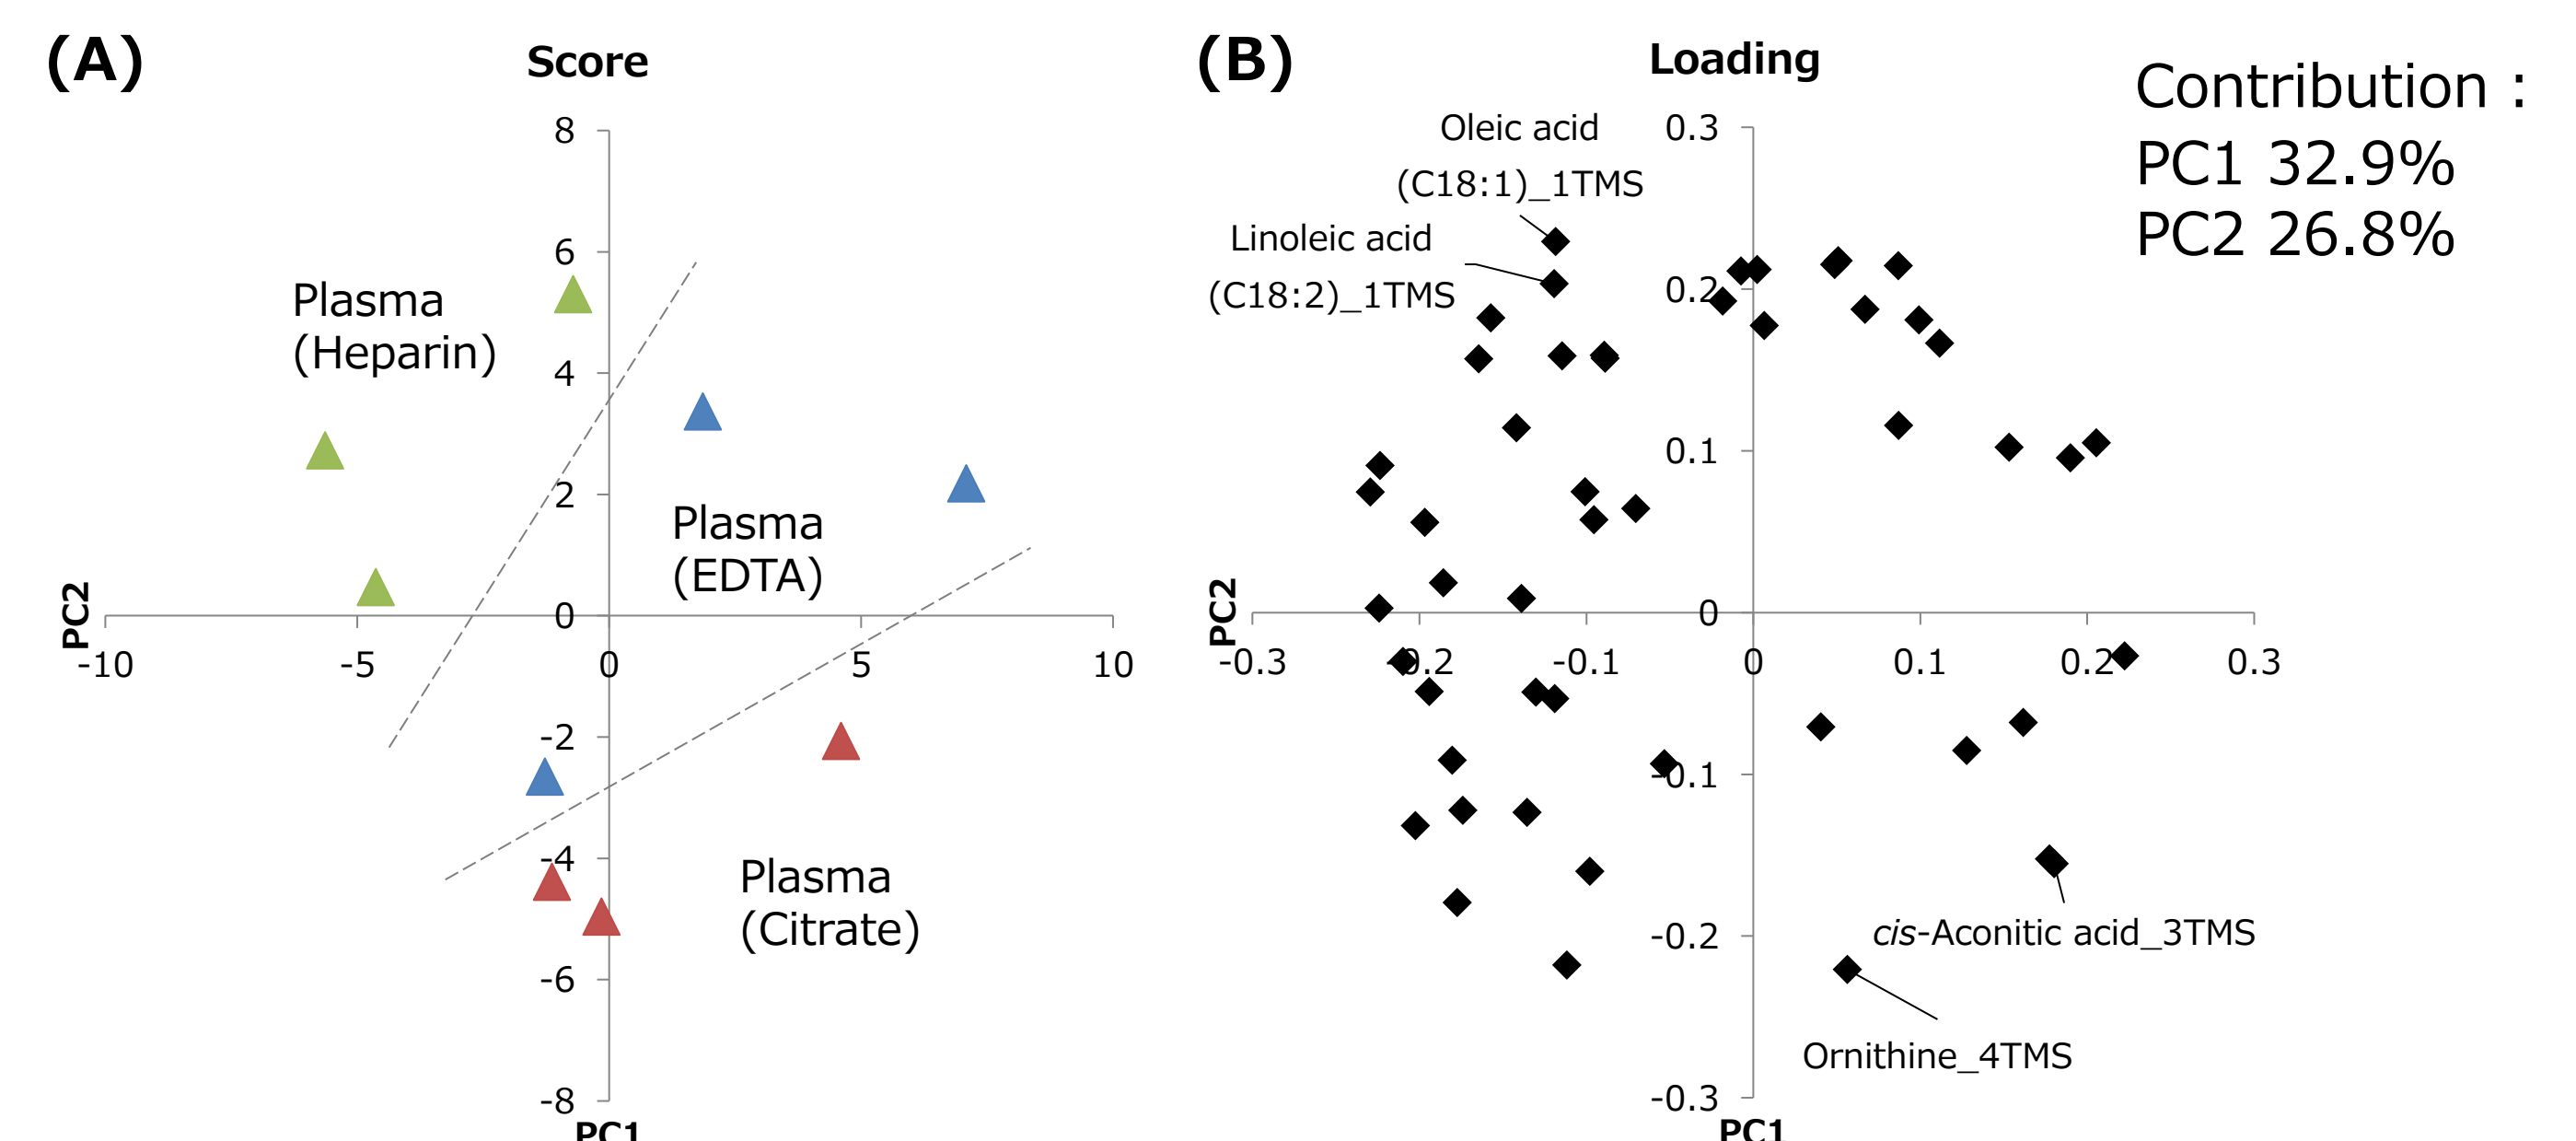 (A)
Score
8
6
4
2
0
-2
-4
-6
-8
-10
-5
0
5
10
PC2
PC1
Plasma
(Heparin)
Plasma
(EDTA)
Plasma
(Citrate)
(B)
Loading
Contribution :
PC1 32.9%
PC2 26.8%
0.3
0.2
0.1
0
-0.1
-0.2
-0.3
-0.3
-0.2
-0.1
0
0.1
0.2
0.3
PC2
PC1
Oleic acid
(C18:1)_1TMS
Linoleic acid
(C18:2)_1TMS
cis-Aconitic acid_3TMS
Ornithine_4TMS